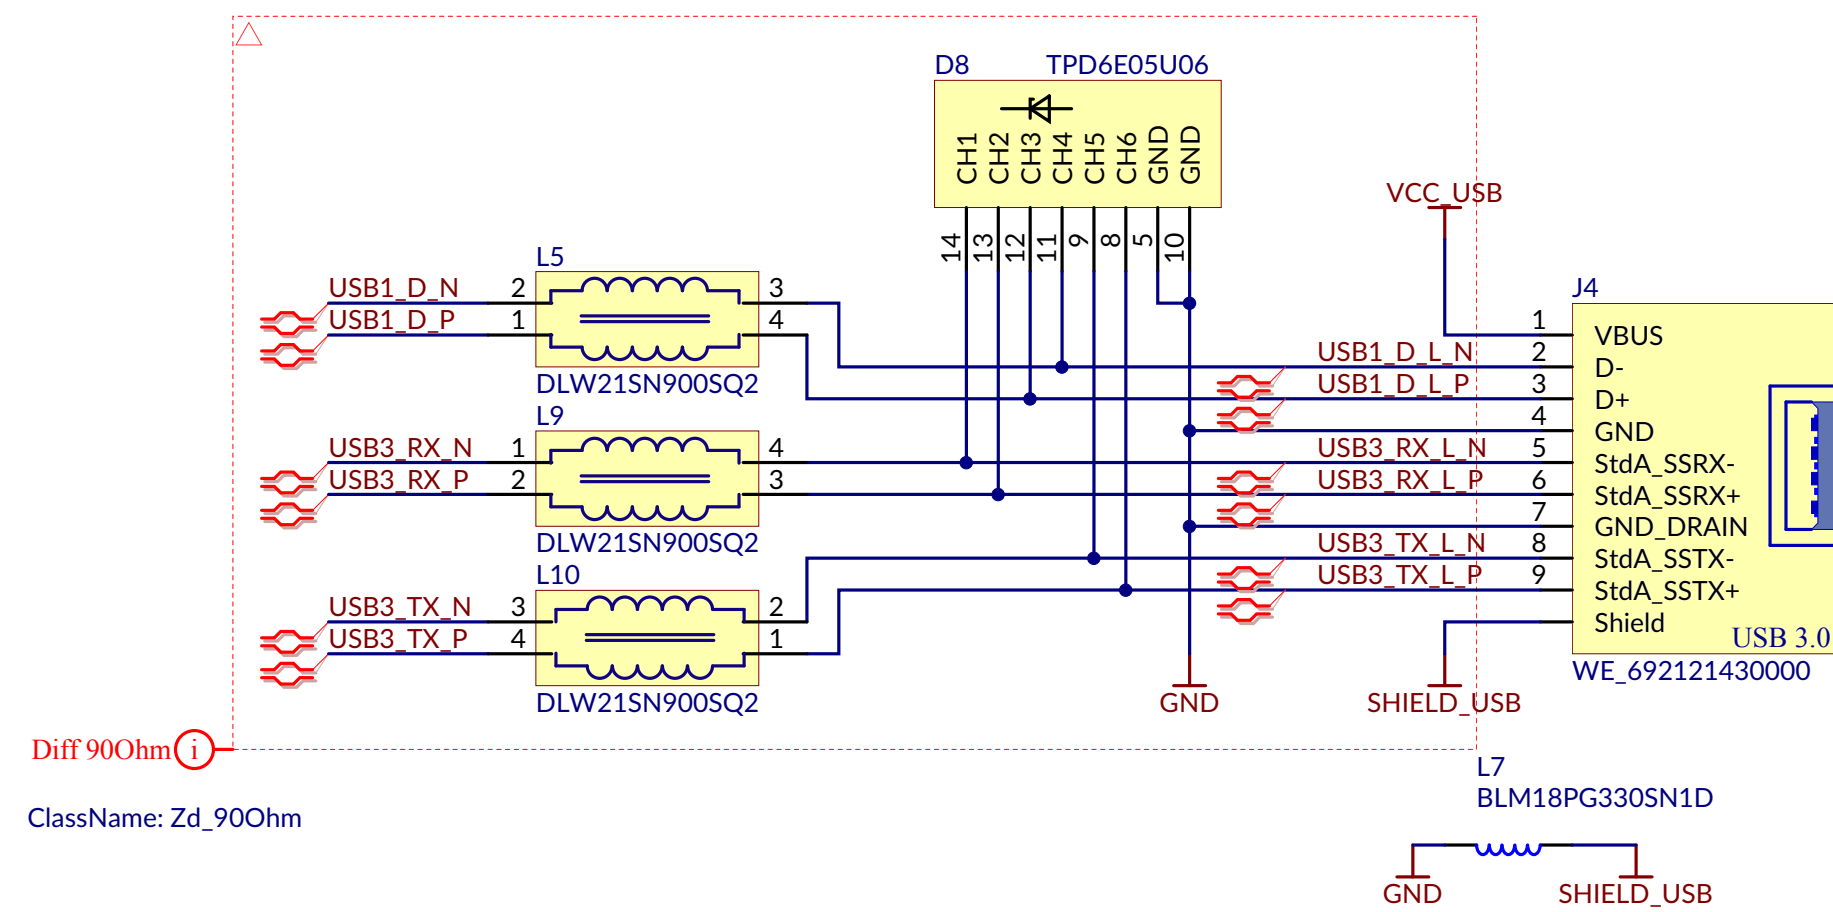 D8 TPD6E05U06
CH1 CH2 CH3 CH4 CH5 CH6 GND GND
14 13 12 11 9 8 5 10
VCC_USB
L5
USB1_D_N 2 3
USB1_D_P 1 4
DLW21SN900SQ2
L9
USB3_RX_N 1 4
USB3_RX_P 2 3
DLW21SN900SQ2
L10
USB3_TX_N 3 2
USB3_TX_P 4 1
DLW21SN900SQ2
J4
1 VBUS
USB1_D_L_N 2 D-
USB1_D_L_P 3 D+
4 GND
USB3_RX_L_N 5 StdA_SSRX-
USB3_RX_L_P 6 StdA_SSRX+
7 GND_DRAIN
USB3_TX_L_N 8 StdA_SSTX-
USB3_TX_L_P 9 StdA_SSTX+
Shield
USB 3.0
WE_692121430000
GND
SHIELD_USB
Diff 90Ohm i
ClassName: Zd_90Ohm
L7
BLM18PG330SN1D
GND SHIELD_USB